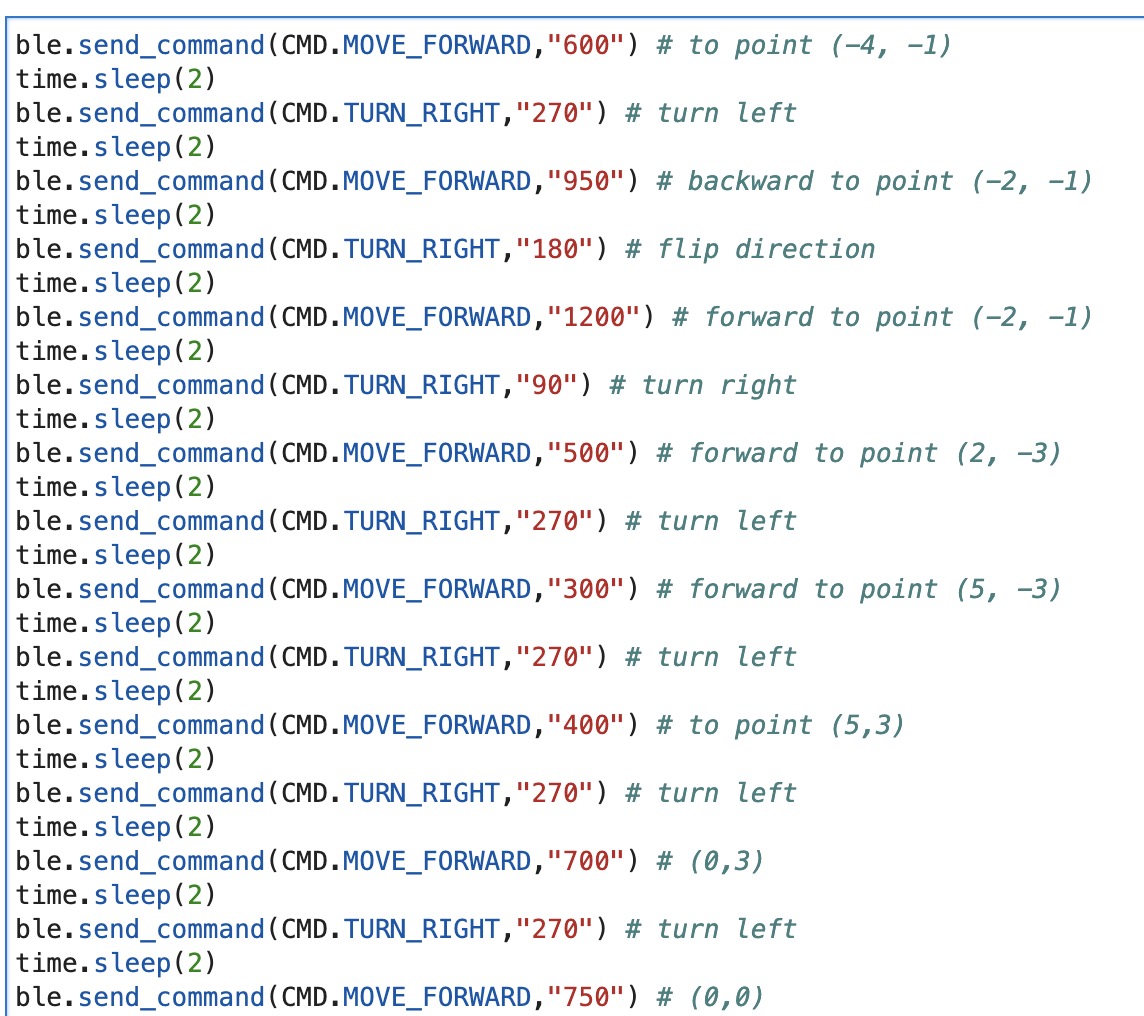 ble.send_command(CMD.MOVE_FORWARD,"600") # to point (-4, -1)
time.sleep(2)
ble.send_command(CMD.TURN_RIGHT,"270") # turn left
time.sleep(2)
ble.send_command(CMD.MOVE_FORWARD,"950") # backward to point (-2, -1)
time.sleep(2)
ble.send_command(CMD.TURN_RIGHT,"180") # flip direction
time.sleep(2)
ble.send_command(CMD.MOVE_FORWARD,"1200") # forward to point (-2, -1)
time.sleep(2)
ble.send_command(CMD.TURN_RIGHT,"90") # turn right
time.sleep(2)
ble.send_command(CMD.MOVE_FORWARD,"500") # forward to point (2, -3)
time.sleep(2)
ble.send_command(CMD.TURN_RIGHT,"270") # turn left
time.sleep(2)
ble.send_command(CMD.MOVE_FORWARD,"300") # forward to point (5, -3)
time.sleep(2)
ble.send_command(CMD.TURN_RIGHT,"270") # turn left
time.sleep(2)
ble.send_command(CMD.MOVE_FORWARD,"400") # to point (5,3)
time.sleep(2)
ble.send_command(CMD.TURN_RIGHT,"270") # turn left
time.sleep(2)
ble.send_command(CMD.MOVE_FORWARD,"700") # (0,3)
time.sleep(2)
ble.send_command(CMD.TURN_RIGHT,"270") # turn left
time.sleep(2)
ble.send_command(CMD.MOVE_FORWARD,"750") # (0,0)